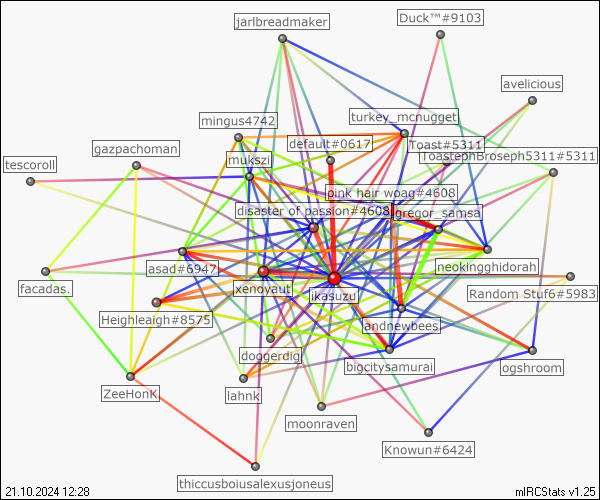 jarlbreadmaker
Duck™#9103
avelicious
mingus4742
turkey_mcnugget
default#0617
Toast#5311
gazpachoman
mukszi
ToastephBroseph5311#5311
tescoroll
pink hair woag#4608
disaster of passion#4608
gregor_samsa
asad#6947
neokingghidorah
facadas.
xenoyaut
ikasuzu
Random Stuf6#5983
Heighleaigh#8575
andnewbees
doggerdig
bigcitysamurai
ogshroom
ZeeHonK
lahnk
moonraven
Knowun#6424
thiccusboiusalexusjoneus
21.10.2024 12:28
mIRCStats v1.25